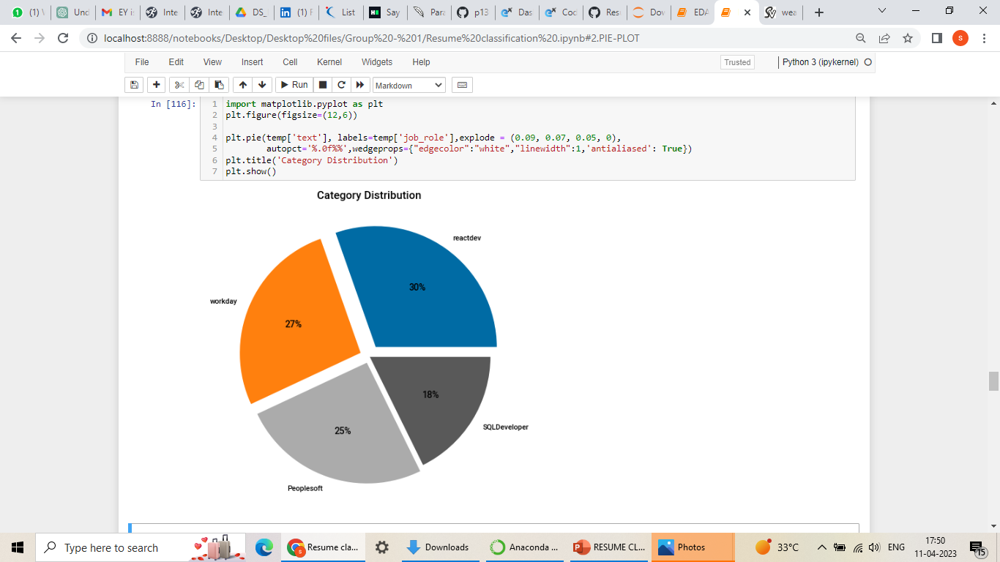 (1)
Und
EY is
Inte
Inte
DS_
(1) F
List
Say
Para
p13
Das
Cod
Res
Dov
EDA
wea
localhost:8888/notebooks/Desktop/Desktop%20files/Group%20-%201/Resume%20classification%20.ipynb#2.PIE-PLOT
s
File Edit View Insert Cell Kernel Widgets Help Trusted Python 3 (ipykernel)
Run Markdown
In [116]:
1 import matplotlib.pyplot as plt
2 plt.figure(figsize=(12,6))
3
4 plt.pie(temp['text'], labels=temp['job_role'],explode = (0.09, 0.07, 0.05, 0),
5 autopct='%.0f%%',wedgeprops={"edgecolor":"white","linewidth":1,'antialiased': True})
6 plt.title('Category Distribution')
7 plt.show()
Category Distribution
reactdev
30%
workday
27%
18%
SQLDeveloper
25%
Peoplesoft
Type here to search
Resume cla...
Downloads
Anaconda ...
RESUME CL...
Photos
33°C
ENG
17:50
11-04-2023
15